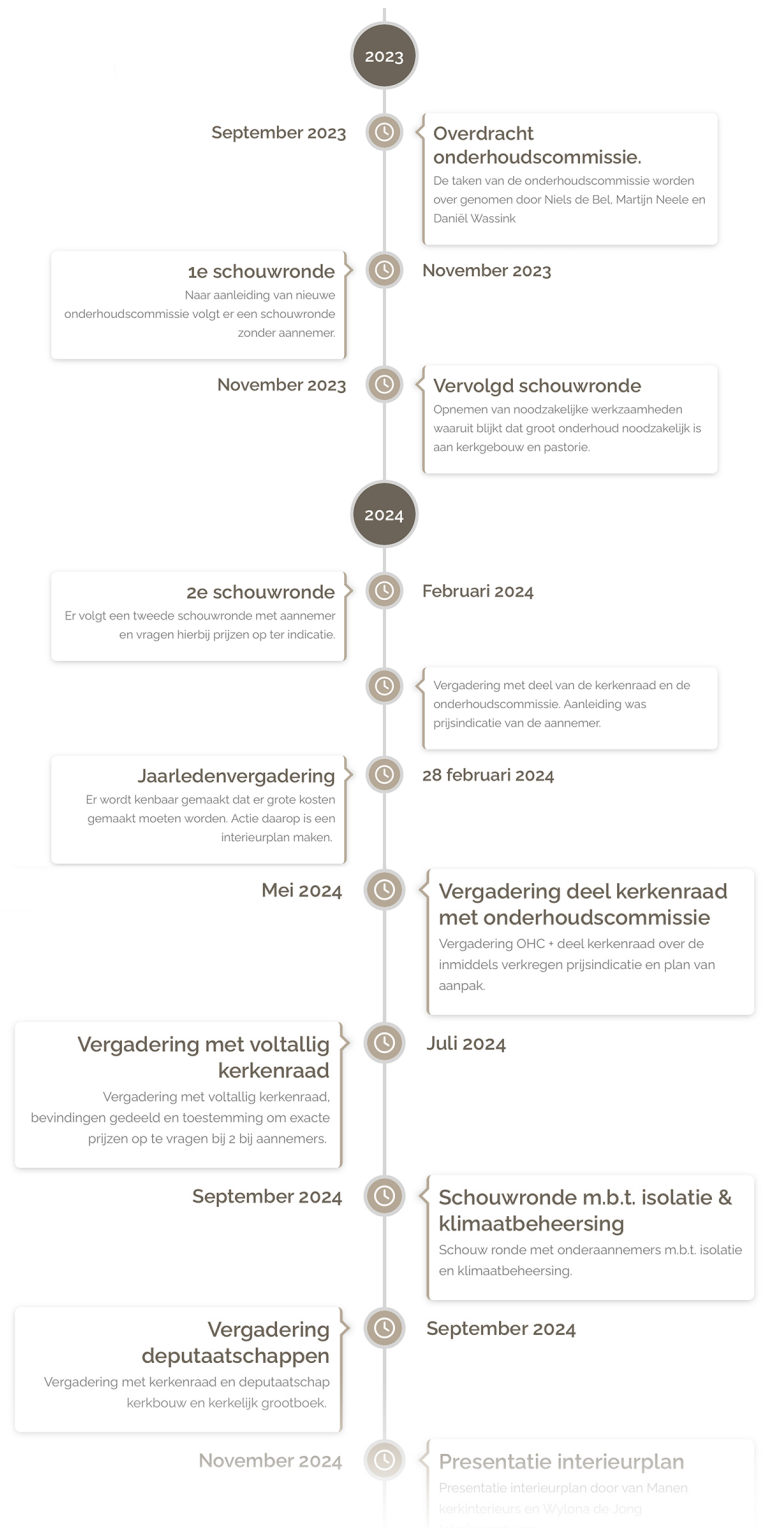 2023
September 2023
Overdracht
onderhoudscommissie.
De taken van de onderhoudscommissie worden
over genomen door Niels de Bel, Martijn Neele en
Daniël Wassink
1e schouwronde
Naar aanleiding van nieuwe
onderhoudscommissie volgt er een schouwronde
zonder aannemer.
November 2023
November 2023
Vervolgd schouwronde
Opnemen van noodzakelijke werkzaamheden
waaruit blijkt dat groot onderhoud noodzakelijk is
aan kerkgebouw en pastorie.
2024
2e schouwronde
Er volgt een tweede schouwronde met aannemer
en vragen hierbij prijzen op ter indicatie.
Februari 2024
Vergadering met deel van de kerkenraad en de
onderhoudscommissie. Aanleiding was
prijsindicatie van de aannemer.
Jaarledenvergadering
Er wordt kenbaar gemaakt dat er grote kosten
gemaakt moeten worden. Actie daarop is een
interieurplan maken.
28 februari 2024
Mei 2024
Vergadering deel kerkenraad
met onderhoudscommissie
Vergadering OHC + deel kerkenraad over de
inmiddels verkregen prijsindicatie en plan van
aanpak.
Vergadering met voltallig
kerkenraad
Vergadering met voltallig kerkenraad,
bevindingen gedeeld en toestemming om exacte
prijzen op te vragen bij 2 bij aannemers.
Juli 2024
September 2024
Schouwronde m.b.t. isolatie &
klimaatbeheersing
Schouw ronde met onderaannemers m.b.t. isolatie
en klimaatbeheersing.
Vergadering
deputaatschappen
Vergadering met kerkenraad en deputaatschap
kerkbouw en kerkelijk grootboek.
September 2024
November 2024
Presentatie interieurplan
Presentatie interieurplan door van Manen
kerkinterieurs en Wylona de Jong